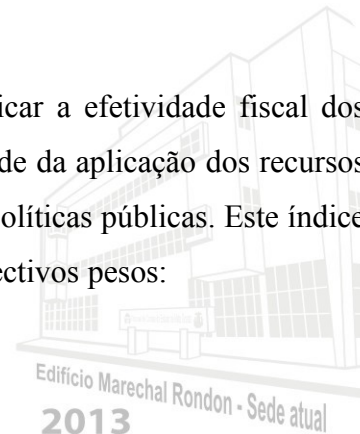 icar a efetividade fiscal dos
de da aplicação dos recursos
olíticas públicas. Este índice
ectivos pesos:
Edifício Marechal Rondon - Sede atual
2013